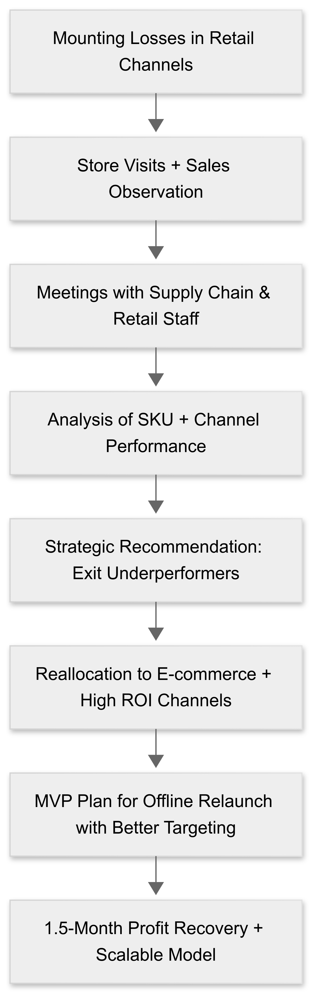 Mounting Losses in Retail
Channels
Store Visits + Sales
Observation
Meetings with Supply Chain &
Retail Staff
Analysis of SKU + Channel
Performance
Strategic Recommendation:
Exit Underperformers
Reallocation to E-commerce +
High ROI Channels
MVP Plan for Offline Relaunch
with Better Targeting
1.5-Month Profit Recovery +
Scalable Model